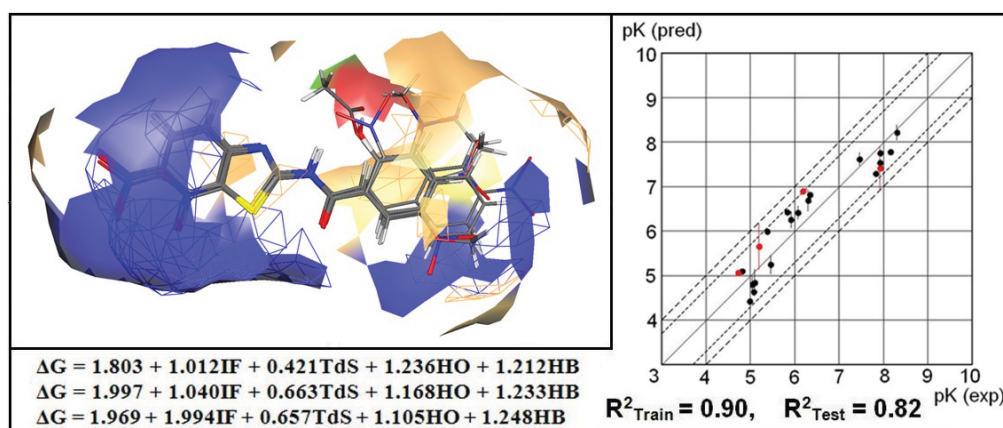 ΔG = 1.803 + 1.012IF + 0.421TdS + 1.236HO + 1.212HB
ΔG = 1.997 + 1.040IF + 0.663TdS + 1.168HO + 1.233HB
ΔG = 1.969 + 1.994IF + 0.657TdS + 1.105HO + 1.248HB
pK (pred)
10
9
8
7
6
5
4
3 4 5 6 7 8 9 10
pK (exp)
R²Train = 0.90, R²Test = 0.82